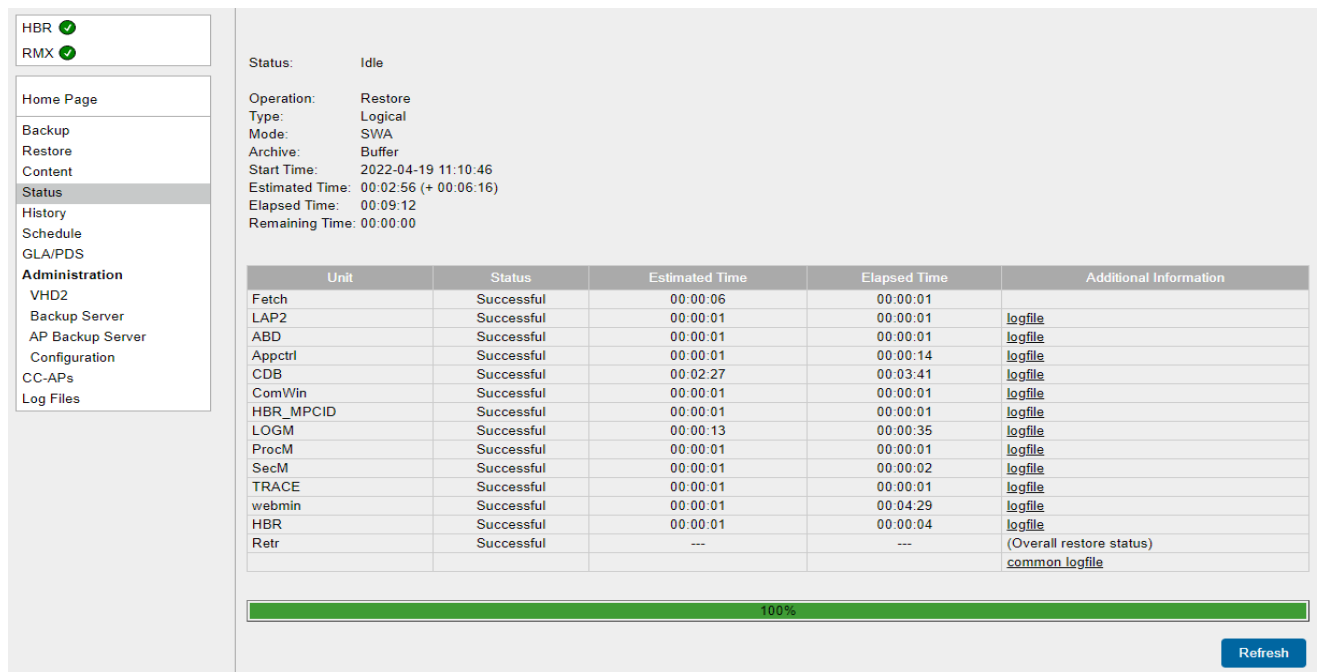 HBR
RMX
Home Page
Backup
Restore
Content
Status
History
Schedule
GLA/PDS
Administration
VHD2
Backup Server
AP Backup Server
Configuration
CC-APs
Log Files
Status: Idle
Operation: Restore
Type: Logical
Mode: SWA
Archive: Buffer
Start Time: 2022-04-19 11:10:46
Estimated Time: 00:02:56 (+ 00:06:16)
Elapsed Time: 00:09:12
Remaining Time: 00:00:00
Unit Status Estimated Time Elapsed Time Additional Information
Fetch Successful 00:00:06 00:00:01
LAP2 Successful 00:00:01 00:00:01 logfile
ABD Successful 00:00:01 00:00:01 logfile
Appctrl Successful 00:00:01 00:00:14 logfile
CDB Successful 00:02:27 00:03:41 logfile
ComWin Successful 00:00:01 00:00:01 logfile
HBR_MPCID Successful 00:00:01 00:00:01 logfile
LOGM Successful 00:00:13 00:00:35 logfile
ProcM Successful 00:00:01 00:00:01 logfile
SecM Successful 00:00:01 00:00:02 logfile
TRACE Successful 00:00:01 00:00:01 logfile
webmin Successful 00:00:01 00:04:29 logfile
HBR Successful 00:00:01 00:00:04 logfile
Retr Successful --- --- (Overall restore status)
common logfile
100%
Refresh